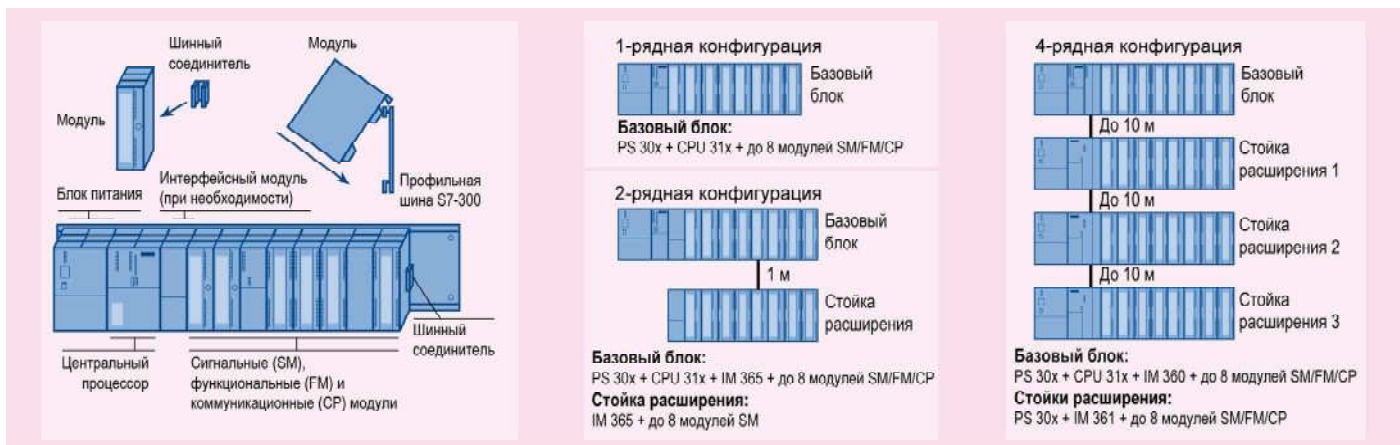 Шинный
соединитель
Модуль
Модуль
Блок питания
Интерфейсный модуль
(при необходимости)
Профильная
шина S7-300
Шинный
соединитель
Центральный
процессор
Сигнальные (SM),
функциональные (FM) и
коммуникационные (CP) модули
1-рядная конфигурация
Базовый
блок
Базовый блок:
PS 30x + CPU 31x + до 8 модулей SM/FM/CP
2-рядная конфигурация
Базовый
блок
1 м
Стойка
расширения
Базовый блок:
PS 30x + CPU 31x + IM 365 + до 8 модулей SM/FM/CP
Стойка расширения:
IM 365 + до 8 модулей SM
4-рядная конфигурация
Базовый
блок
До 10 м
Стойка
расширения 1
До 10 м
Стойка
расширения 2
До 10 м
Стойка
расширения 3
Базовый блок:
PS 30x + CPU 31x + IM 360 + до 8 модулей SM/FM/CP
Стойки расширения:
PS 30x + IM 361 + до 8 модулей SM/FM/CP